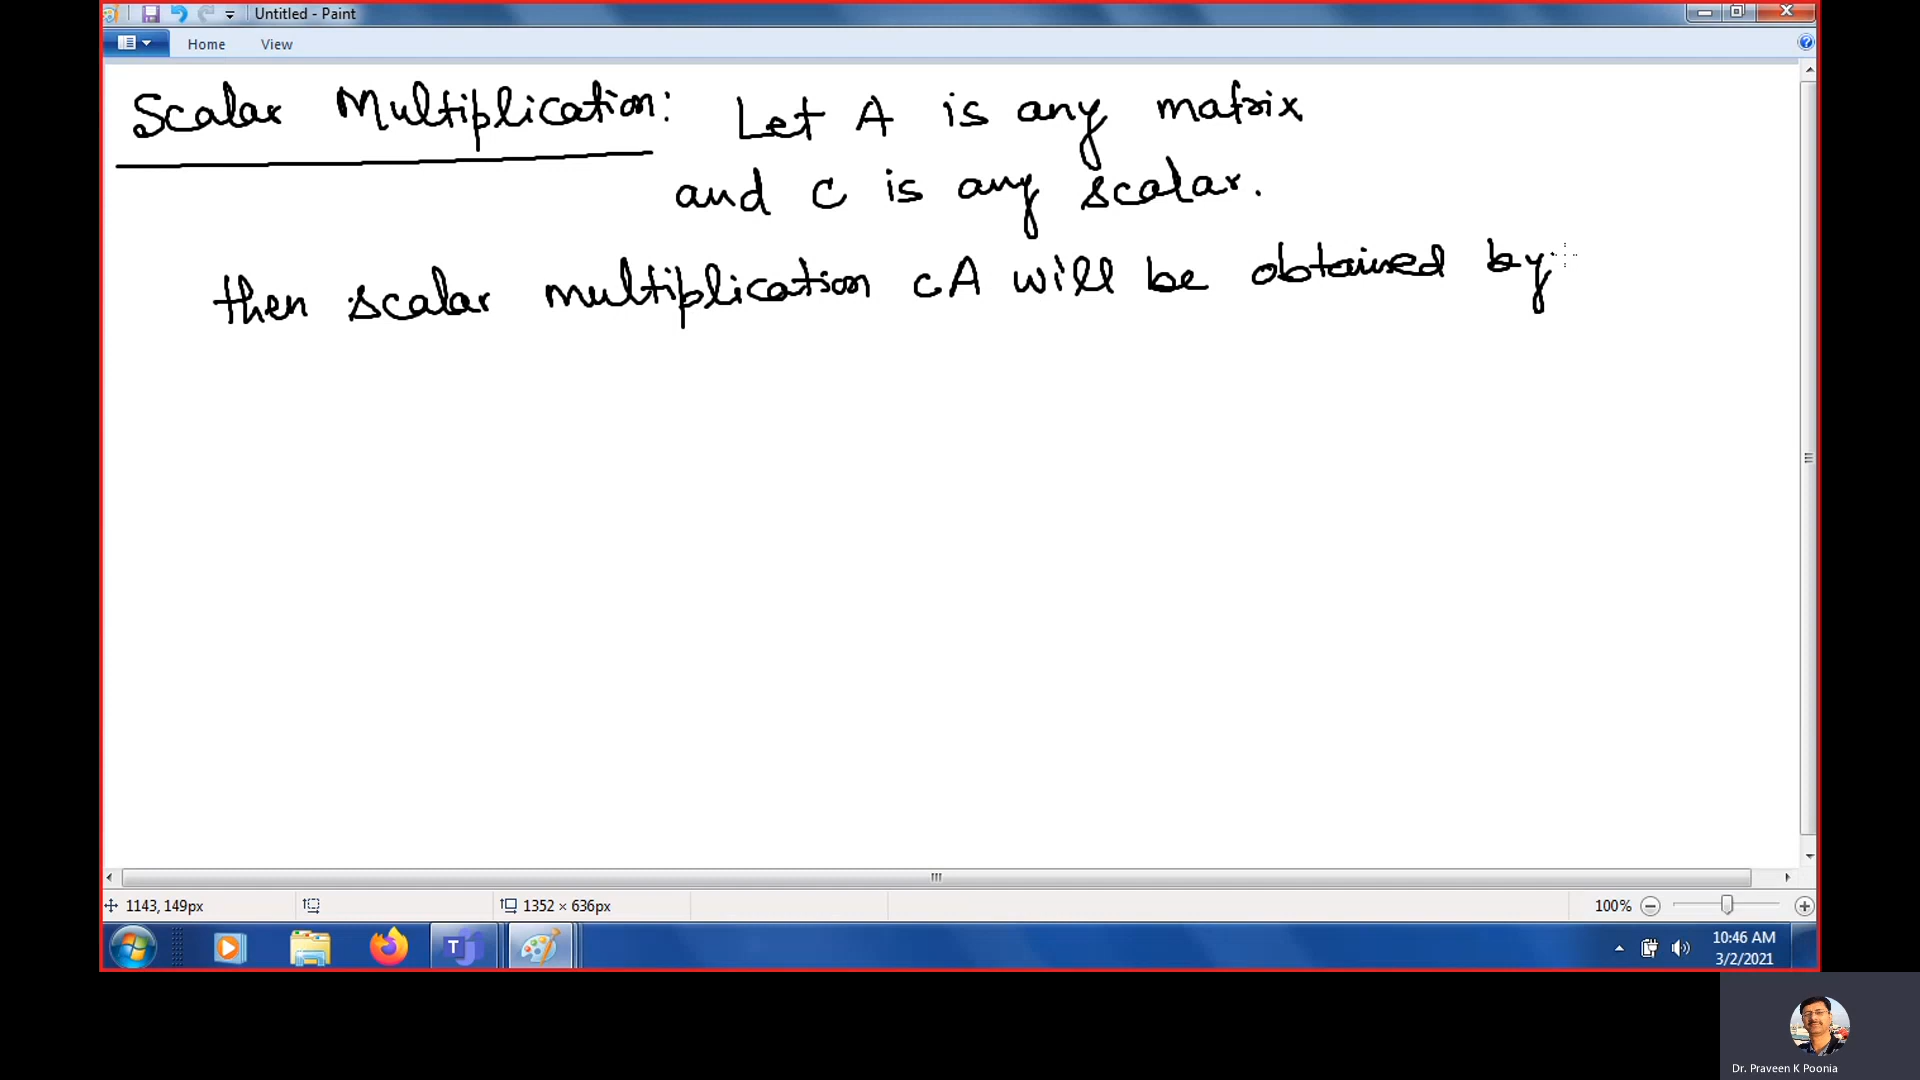 Untitled - Paint
Home View
Scalar Multiplication: Let A is any matrix
and c is any scalar.
then scalar multiplication cA will be obtained by
1143, 149px
1352 × 636px
100%
10:46 AM
3/2/2021
Dr. Praveen K Poonia